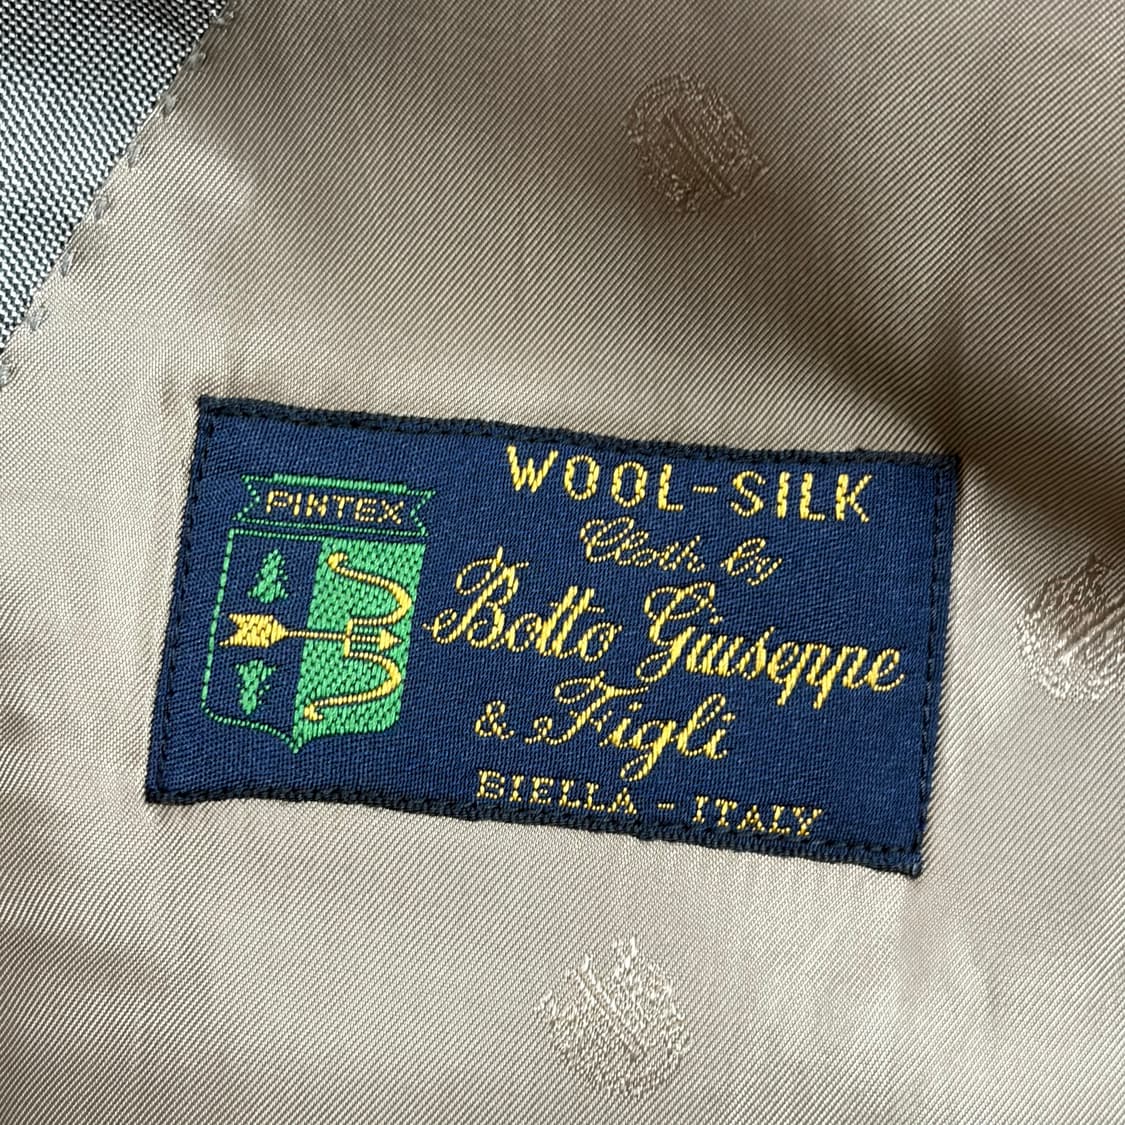 PINTEX
WOOL-SILK
Cloth by
Botto Giuseppe
& Figli
BIELLA - ITALY